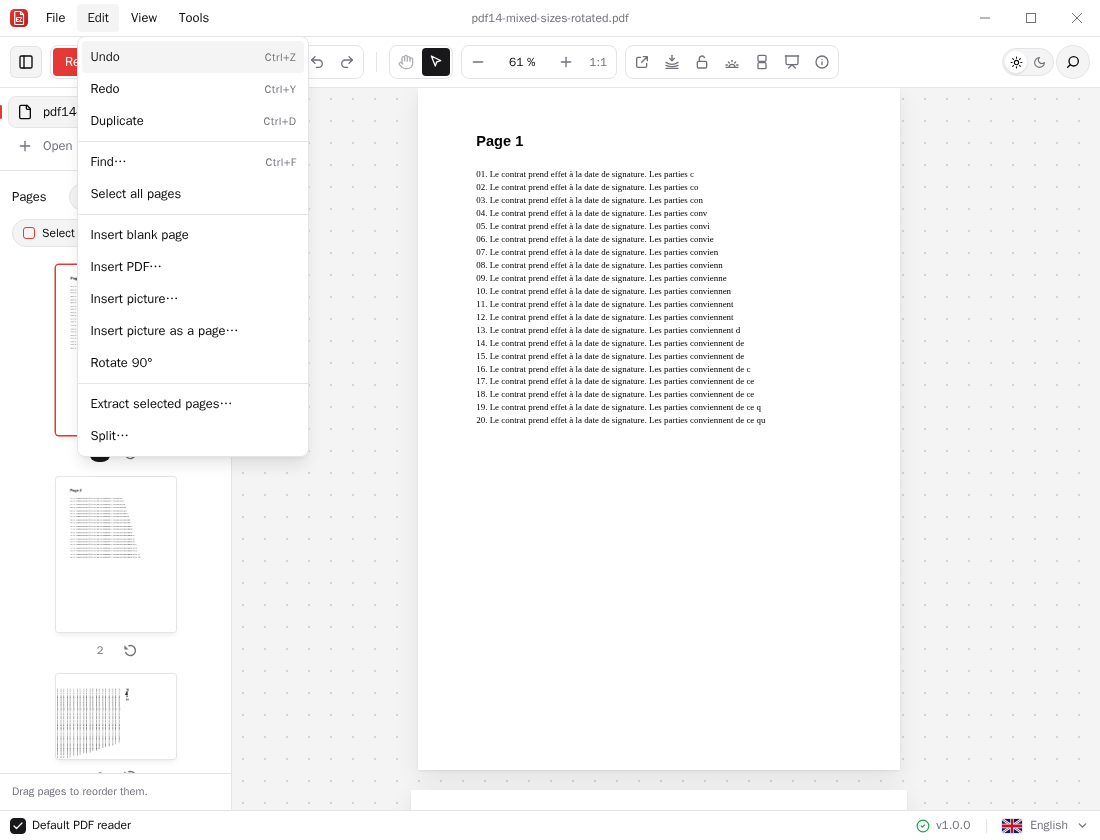 File Edit View Tools
pdf14-mixed-sizes-rotated.pdf
Undo Ctrl+Z
Redo Ctrl+Y
Duplicate Ctrl+D
Find··· Ctrl+F
Select all pages
Insert blank page
Insert PDF···
Insert picture···
Insert picture as a page···
Rotate 90°
Extract selected pages···
Split···
61 %
1:1
pdf14-
Open
Pages
Select
2
Drag pages to reorder them.
Page 1
01. Le contrat prend effet à la date de signature. Les parties c
02. Le contrat prend effet à la date de signature. Les parties co
03. Le contrat prend effet à la date de signature. Les parties con
04. Le contrat prend effet à la date de signature. Les parties conv
05. Le contrat prend effet à la date de signature. Les parties convi
06. Le contrat prend effet à la date de signature. Les parties convie
07. Le contrat prend effet à la date de signature. Les parties convien
08. Le contrat prend effet à la date de signature. Les parties convienn
09. Le contrat prend effet à la date de signature. Les parties convienne
10. Le contrat prend effet à la date de signature. Les parties conviennen
11. Le contrat prend effet à la date de signature. Les parties conviennent
12. Le contrat prend effet à la date de signature. Les parties conviennent
13. Le contrat prend effet à la date de signature. Les parties conviennent d
14. Le contrat prend effet à la date de signature. Les parties conviennent de
15. Le contrat prend effet à la date de signature. Les parties conviennent de
16. Le contrat prend effet à la date de signature. Les parties conviennent de c
17. Le contrat prend effet à la date de signature. Les parties conviennent de ce
18. Le contrat prend effet à la date de signature. Les parties conviennent de ce
19. Le contrat prend effet à la date de signature. Les parties conviennent de ce q
20. Le contrat prend effet à la date de signature. Les parties conviennent de ce qu
Default PDF reader
v1.0.0
English